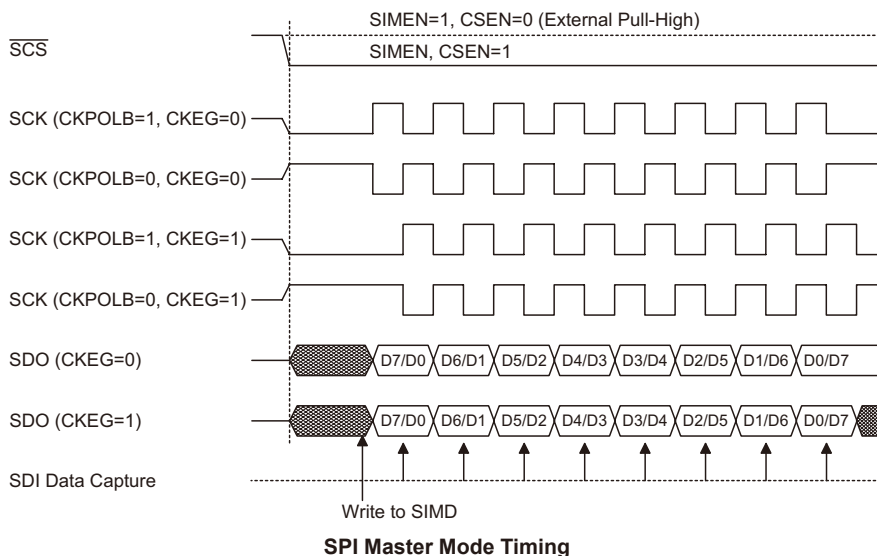 SIMEN=1, CSEN=0 (External Pull-High)
SCS
SIMEN, CSEN=1
SCK (CKPOLB=1, CKEG=0)
SCK (CKPOLB=0, CKEG=0)
SCK (CKPOLB=1, CKEG=1)
SCK (CKPOLB=0, CKEG=1)
SDO (CKEG=0) D7/D0 D6/D1 D5/D2 D4/D3 D3/D4 D2/D5 D1/D6 D0/D7
SDO (CKEG=1) D7/D0 D6/D1 D5/D2 D4/D3 D3/D4 D2/D5 D1/D6 D0/D7
SDI Data Capture
Write to SIMD
SPI Master Mode Timing